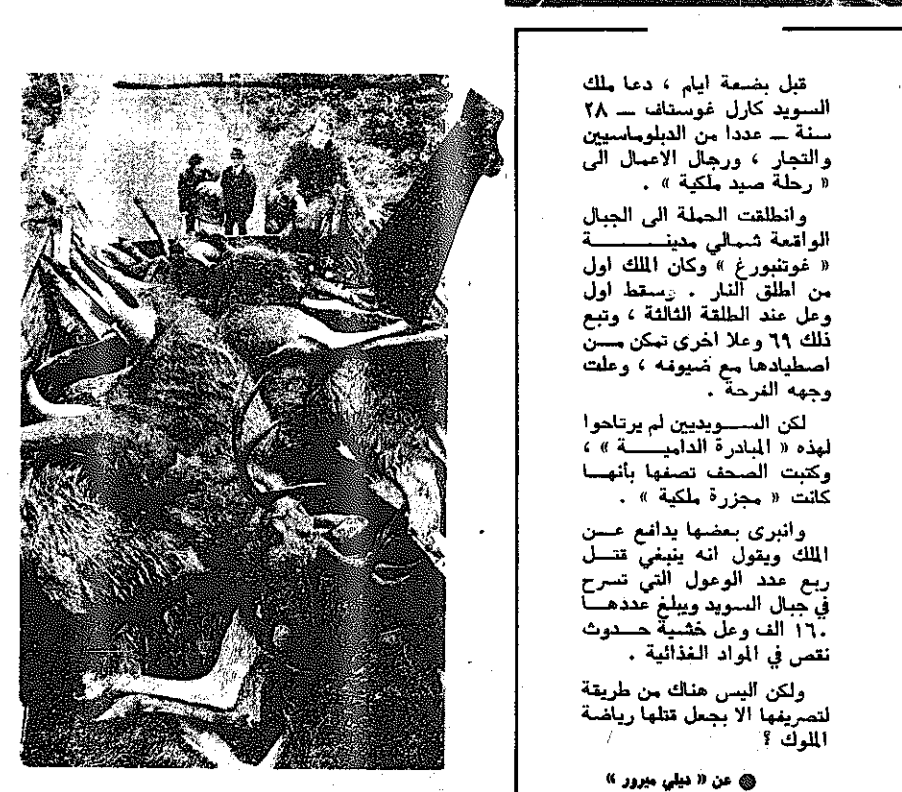 قبل بضعة ايام ، دعا ملك
السويد كارل غوستاف ــ ٢٨
سنة ــ عددا من الدبلوماسيين
والتجار ، ورجال الاعمال الى
« رحلة صيد ملكية » .
وانطلقت الحملة الى الجبال
الواقعة شمالي مدينــــــــة
« غوتنبورغ » وكان الملك اول
من اطلق النار . وسقط اول
وعل عند الطلقة الثالثة ، وتبع
ذلك ٦٩ وعلا اخرى تمكن مــن
اصطيادها مع ضيوفه ، وعلت
وجهه الفرحة .
لكن الســـويديين لم يرتاحوا
لهذه « المبادرة الداميــــة » ،
وكتبت الصحف تصفها بأنهــا
كانت « مجزرة ملكية » .
وانبرى بعضها يدافع عــن
الملك ويقول انه ينبغي قتــل
ربع عدد الوعول التي تسرح
في جبال السويد ويبلغ عددهــا
١٦٠ الف وعل خشية حــدوث
نقص في المواد الغذائية .
ولكن اليس هناك من طريقة
لتصريفها الا بجعل قتلها رياضة
الملوك ؟
عن « ديلي ميرور »